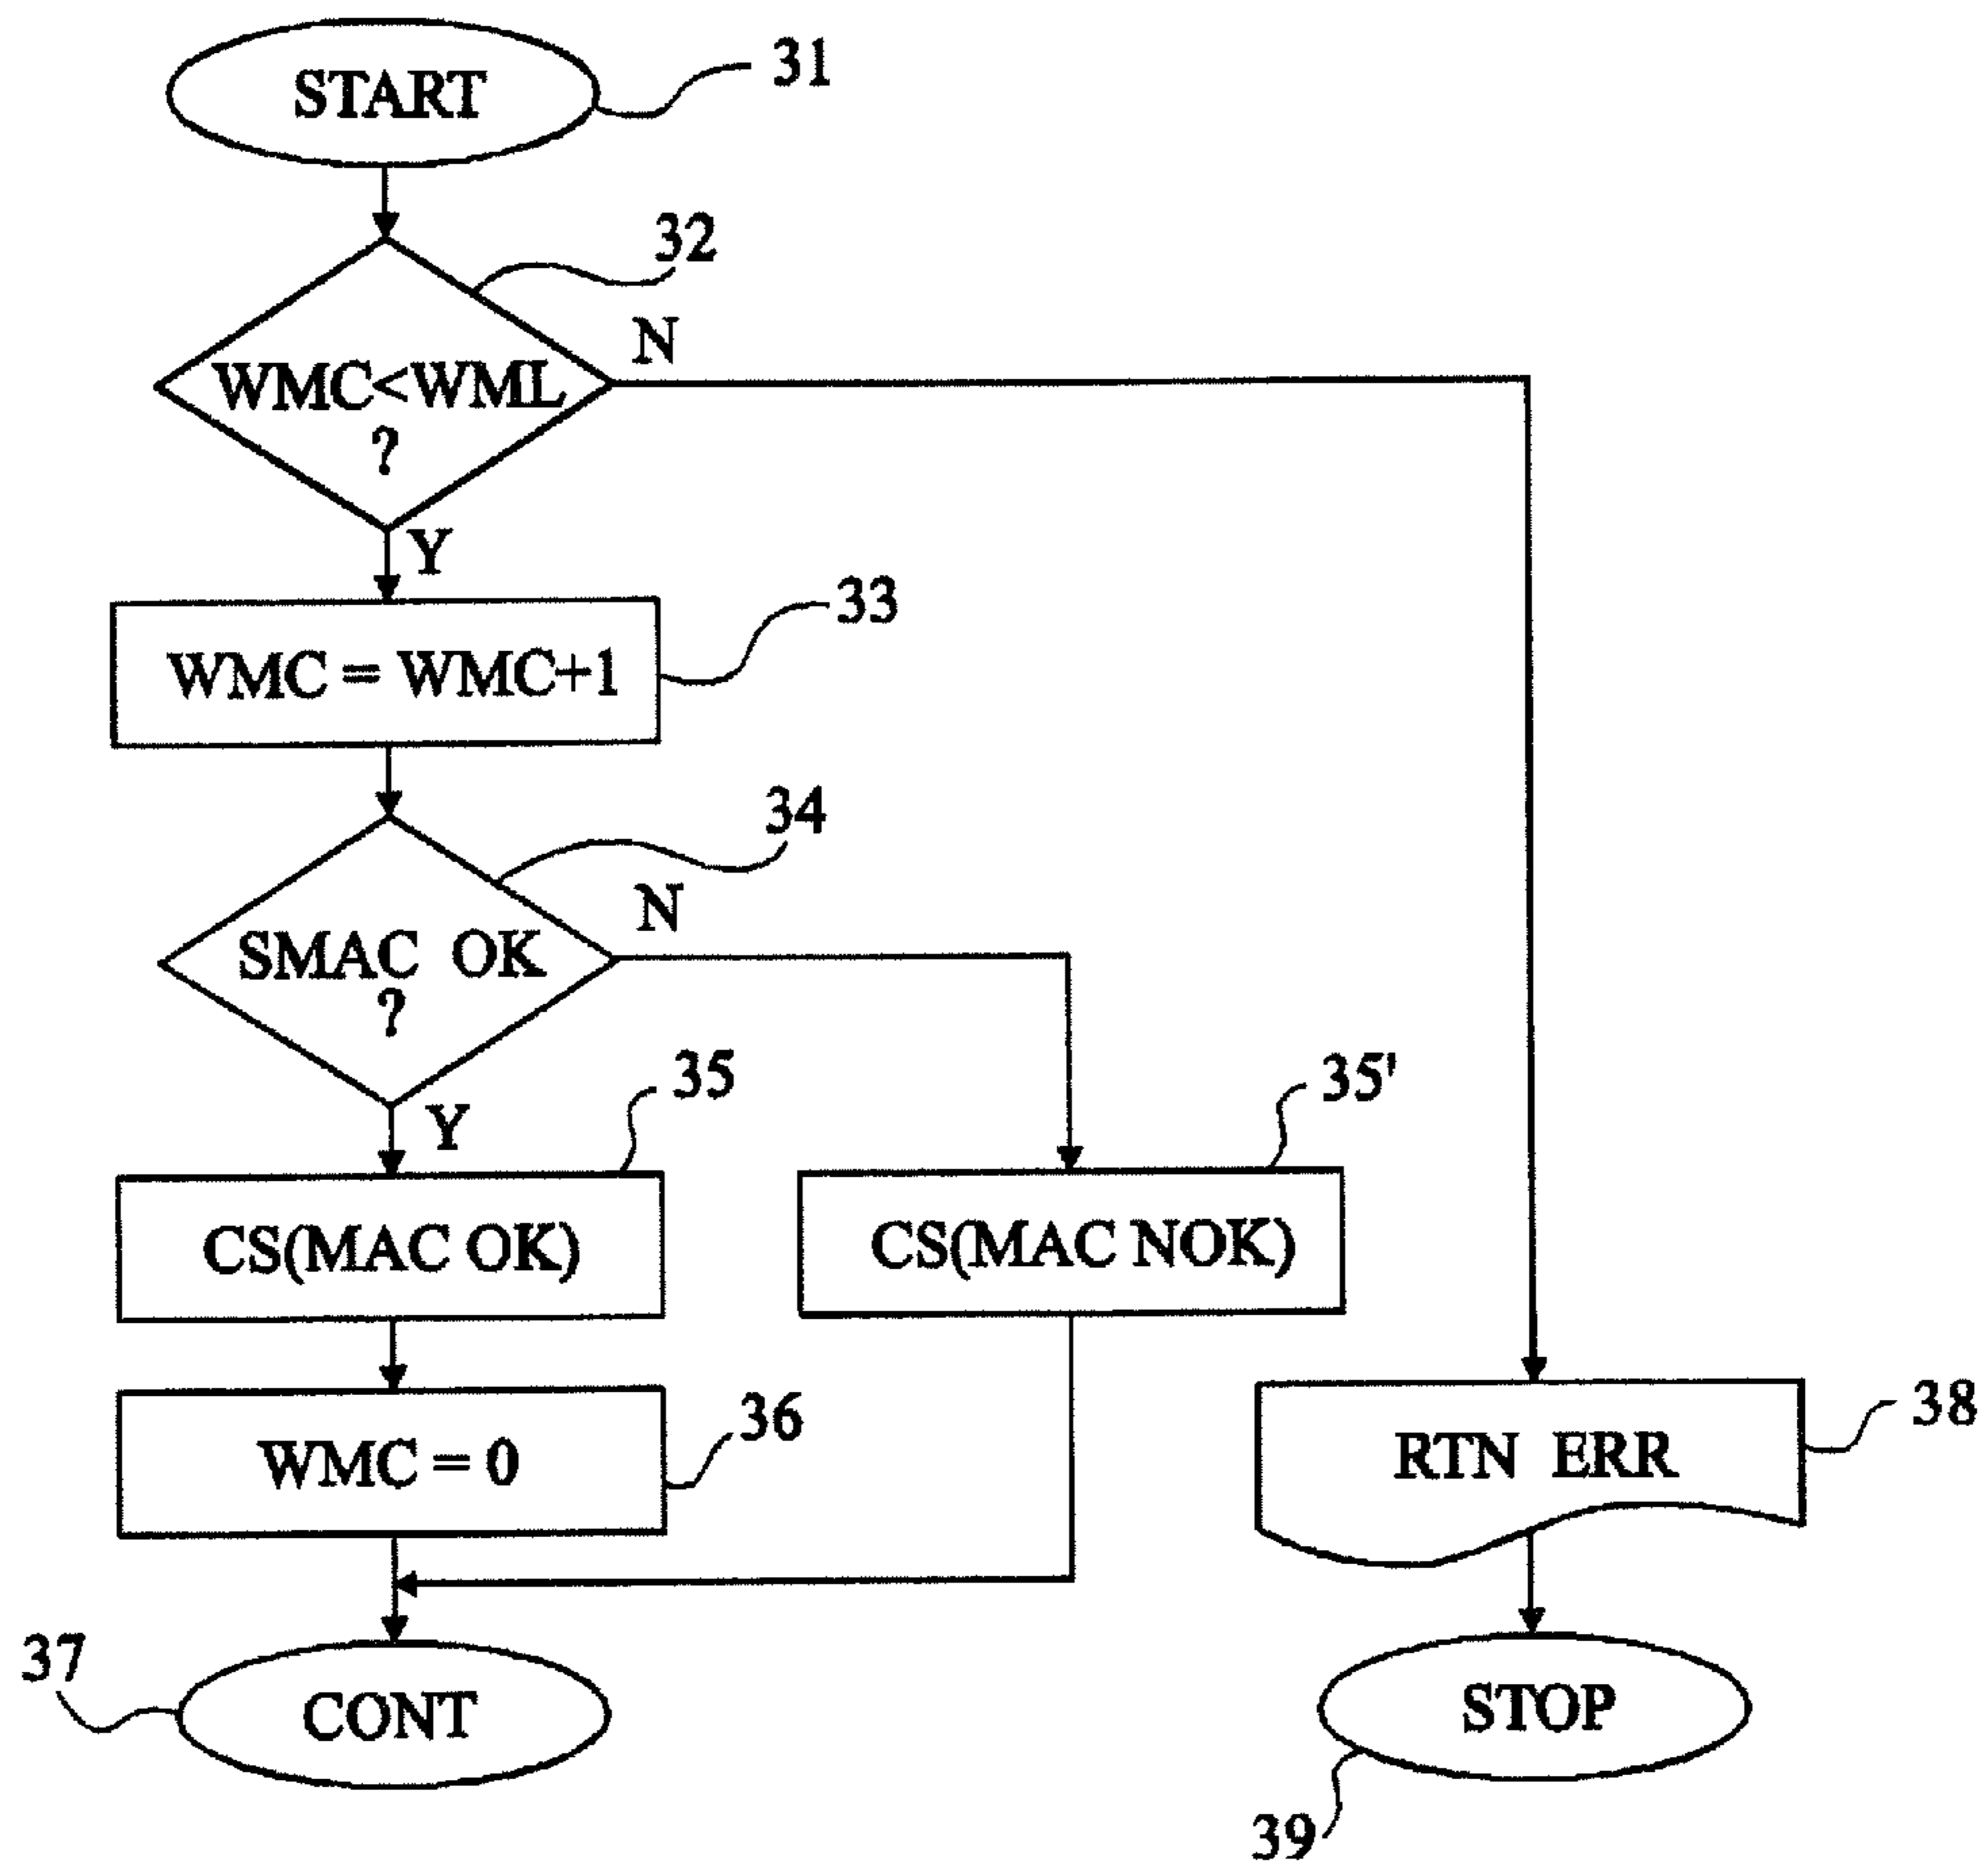 START
31
32
N
WMC<WML
?
Y
33
WMC = WMC+1
34
N
SMAC OK
?
Y
35
35'
CS(MAC OK)
CS(MAC NOK)
36
WMC = 0
38
RTN ERR
37
CONT
STOP
39